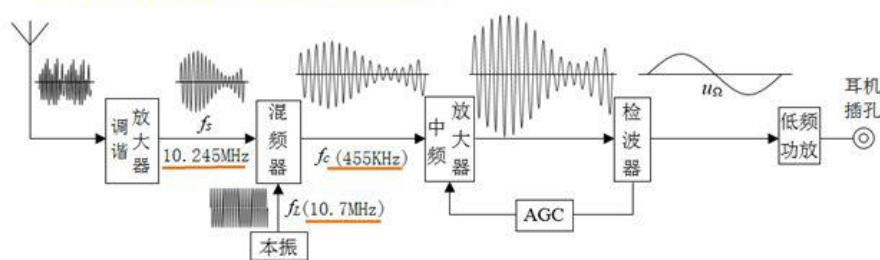 调谐放大器
fs
10.245MHz
混频器
fc (455KHz)
fL (10.7MHz)
本振
中频放大器
AGC
检波器
uΩ
低频功放
耳机插孔